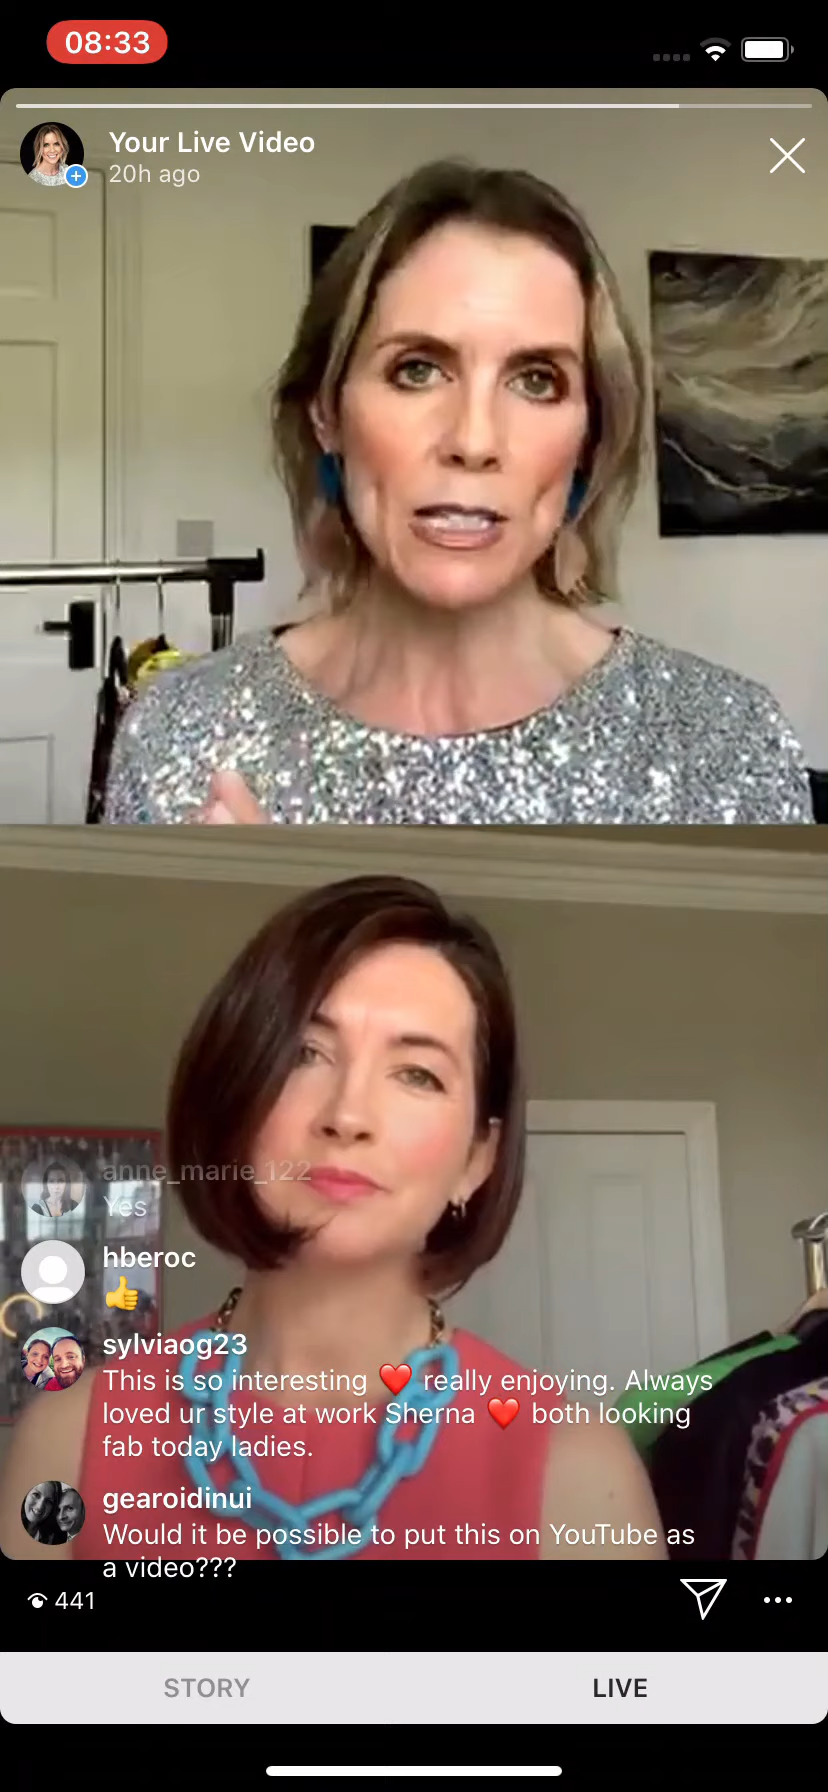 08:33
Your Live Video
20h ago
anne_marie_122
Yes
hberoc
👍
sylviaog23
This is so interesting ❤️ really enjoying. Always
loved ur style at work Sherna ❤️ both looking
fab today ladies.
gearoidinui
Would it be possible to put this on YouTube as
a video???
441
STORY
LIVE